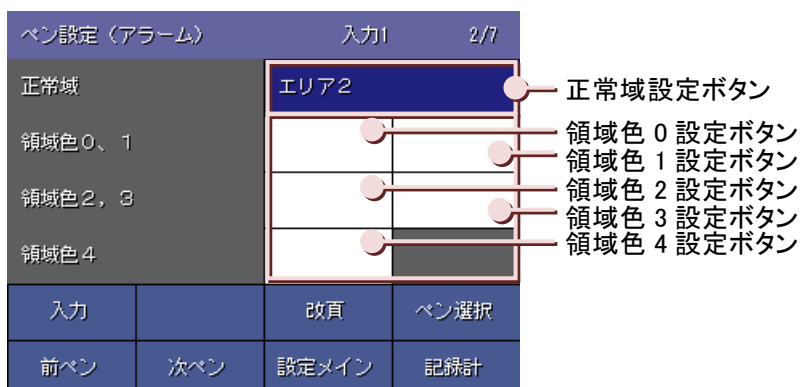 ペン設定（アラーム） 入力1 2/7
正常域 エリア2
領域色０、１
領域色２，３
領域色４
入力 改頁 ペン選択
前ペン 次ペン 設定メイン 記録計
正常域設定ボタン
領域色 0 設定ボタン
領域色 1 設定ボタン
領域色 2 設定ボタン
領域色 3 設定ボタン
領域色 4 設定ボタン